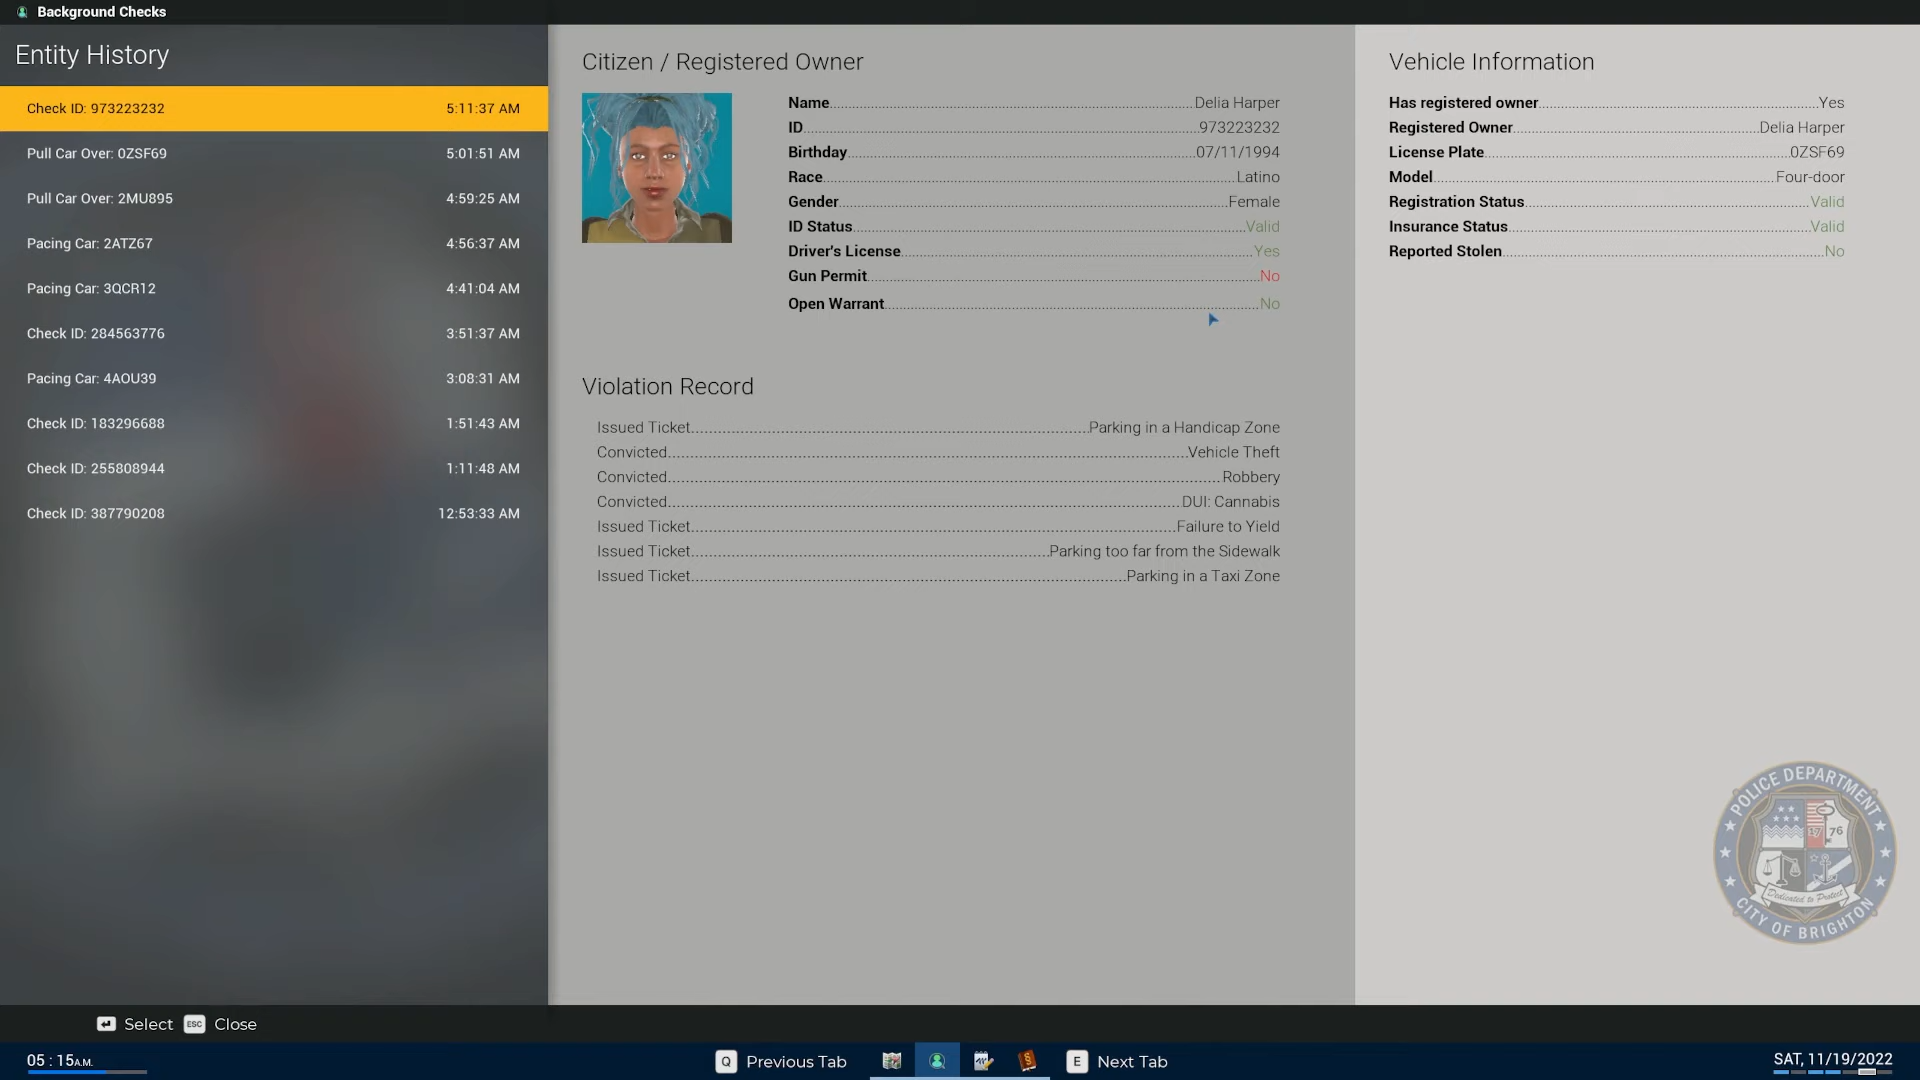 Background Checks
Entity History
Check ID: 973223232 5:11:37 AM
Pull Car Over: 0ZSF69 5:01:51 AM
Pull Car Over: 2MU895 4:59:25 AM
Pacing Car: 2ATZ67 4:56:37 AM
Pacing Car: 3QCR12 4:41:04 AM
Check ID: 284563776 3:51:37 AM
Pacing Car: 4AOU39 3:08:31 AM
Check ID: 183296688 1:51:43 AM
Check ID: 255808944 1:11:48 AM
Check ID: 387790208 12:53:33 AM
Citizen / Registered Owner
Name Delia Harper
ID 973223232
Birthday 07/11/1994
Race Latino
Gender Female
ID Status Valid
Driver's License Yes
Gun Permit No
Open Warrant No
Violation Record
Issued Ticket Parking in a Handicap Zone
Convicted Vehicle Theft
Convicted Robbery
Convicted DUI: Cannabis
Issued Ticket Failure to Yield
Issued Ticket Parking too far from the Sidewalk
Issued Ticket Parking in a Taxi Zone
Vehicle Information
Has registered owner Yes
Registered Owner Delia Harper
License Plate 0ZSF69
Model Four-door
Registration Status Valid
Insurance Status Valid
Reported Stolen No
POLICE DEPARTMENT
17 76
Dedicated to Protect
CITY OF BRIGHTON
Select ESC Close
05 : 15 A.M. Q Previous Tab E Next Tab SAT, 11/19/2022